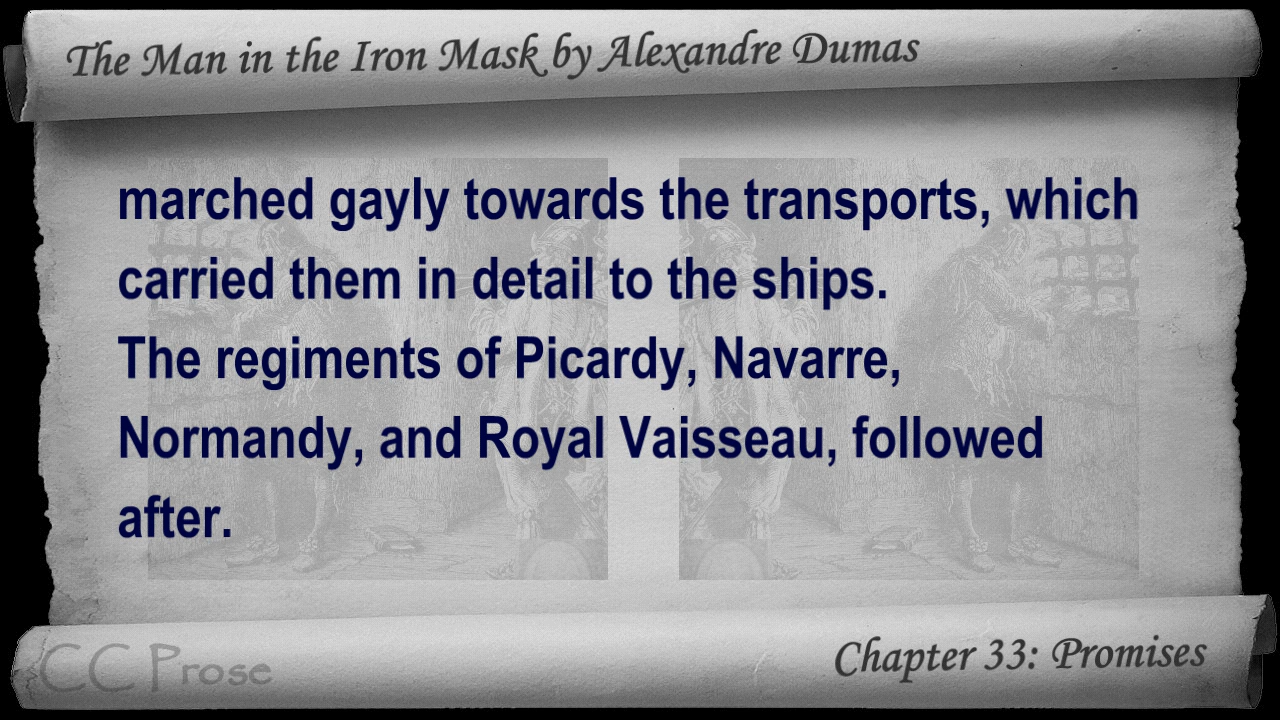 The Man in the Iron Mask by Alexandre Dumas
marched gayly towards the transports, which
carried them in detail to the ships.
The regiments of Picardy, Navarre,
Normandy, and Royal Vaisseau, followed
after.
CC Prose
Chapter 33: Promises